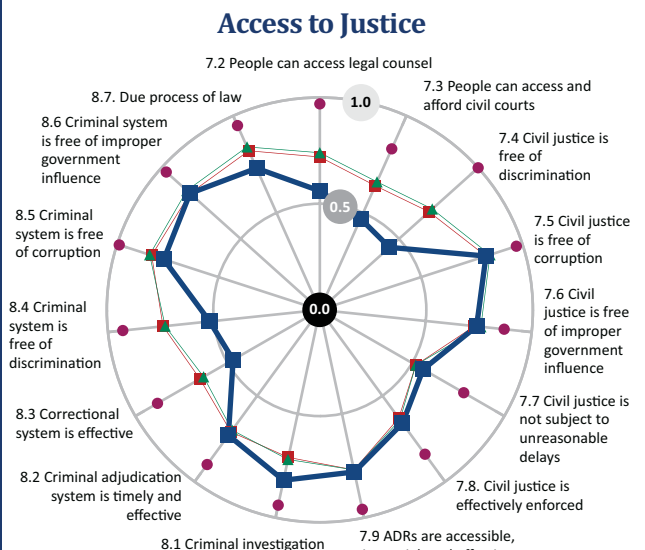 Access to Justice
7.2 People can access legal counsel
1.0
7.3 People can access and
afford civil courts
7.4 Civil justice is
free of
discrimination
7.5 Civil justice
is free of
corruption
7.6 Civil
justice is free
of improper
government
influence
7.7 Civil justice is
not subject to
unreasonable
delays
7.8. Civil justice is
effectively enforced
7.9 ADRs are accessible,
8.1 Criminal investigation
8.2 Criminal adjudication
system is timely and
effective
8.3 Correctional
system is effective
8.4 Criminal
system is
free of
discrimination
8.5 Criminal
system is free
of corruption
8.6 Criminal system
is free of improper
government
influence
8.7. Due process of law
0.5
0.0